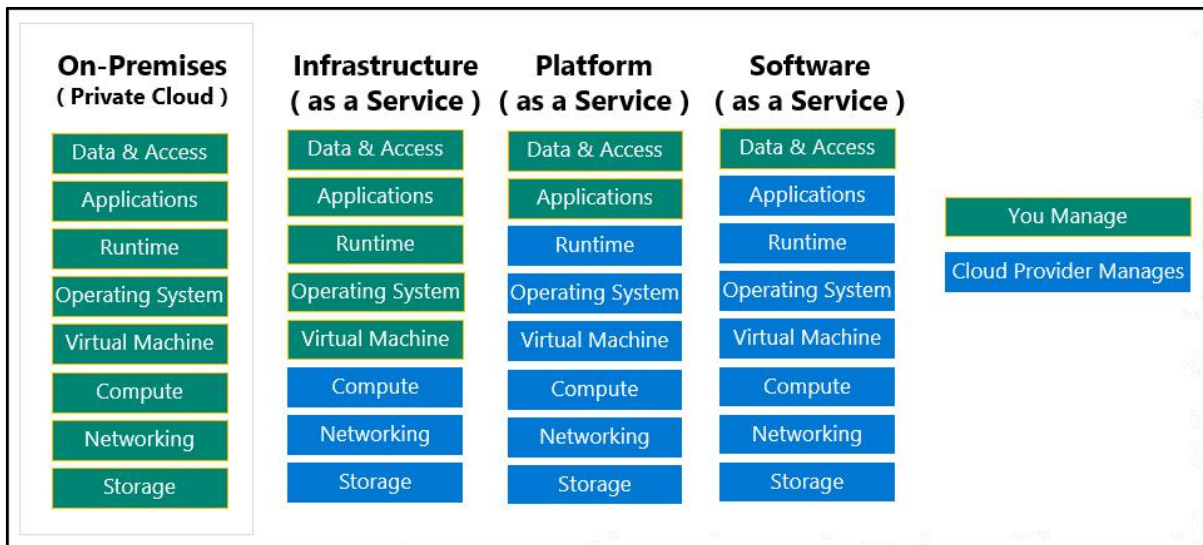 On-Premises
( Private Cloud )
Data & Access
Applications
Runtime
Operating System
Virtual Machine
Compute
Networking
Storage
Infrastructure
( as a Service )
Data & Access
Applications
Runtime
Operating System
Virtual Machine
Compute
Networking
Storage
Platform
( as a Service )
Data & Access
Applications
Runtime
Operating System
Virtual Machine
Compute
Networking
Storage
Software
( as a Service )
Data & Access
Applications
Runtime
Operating System
Virtual Machine
Compute
Networking
Storage
You Manage
Cloud Provider Manages